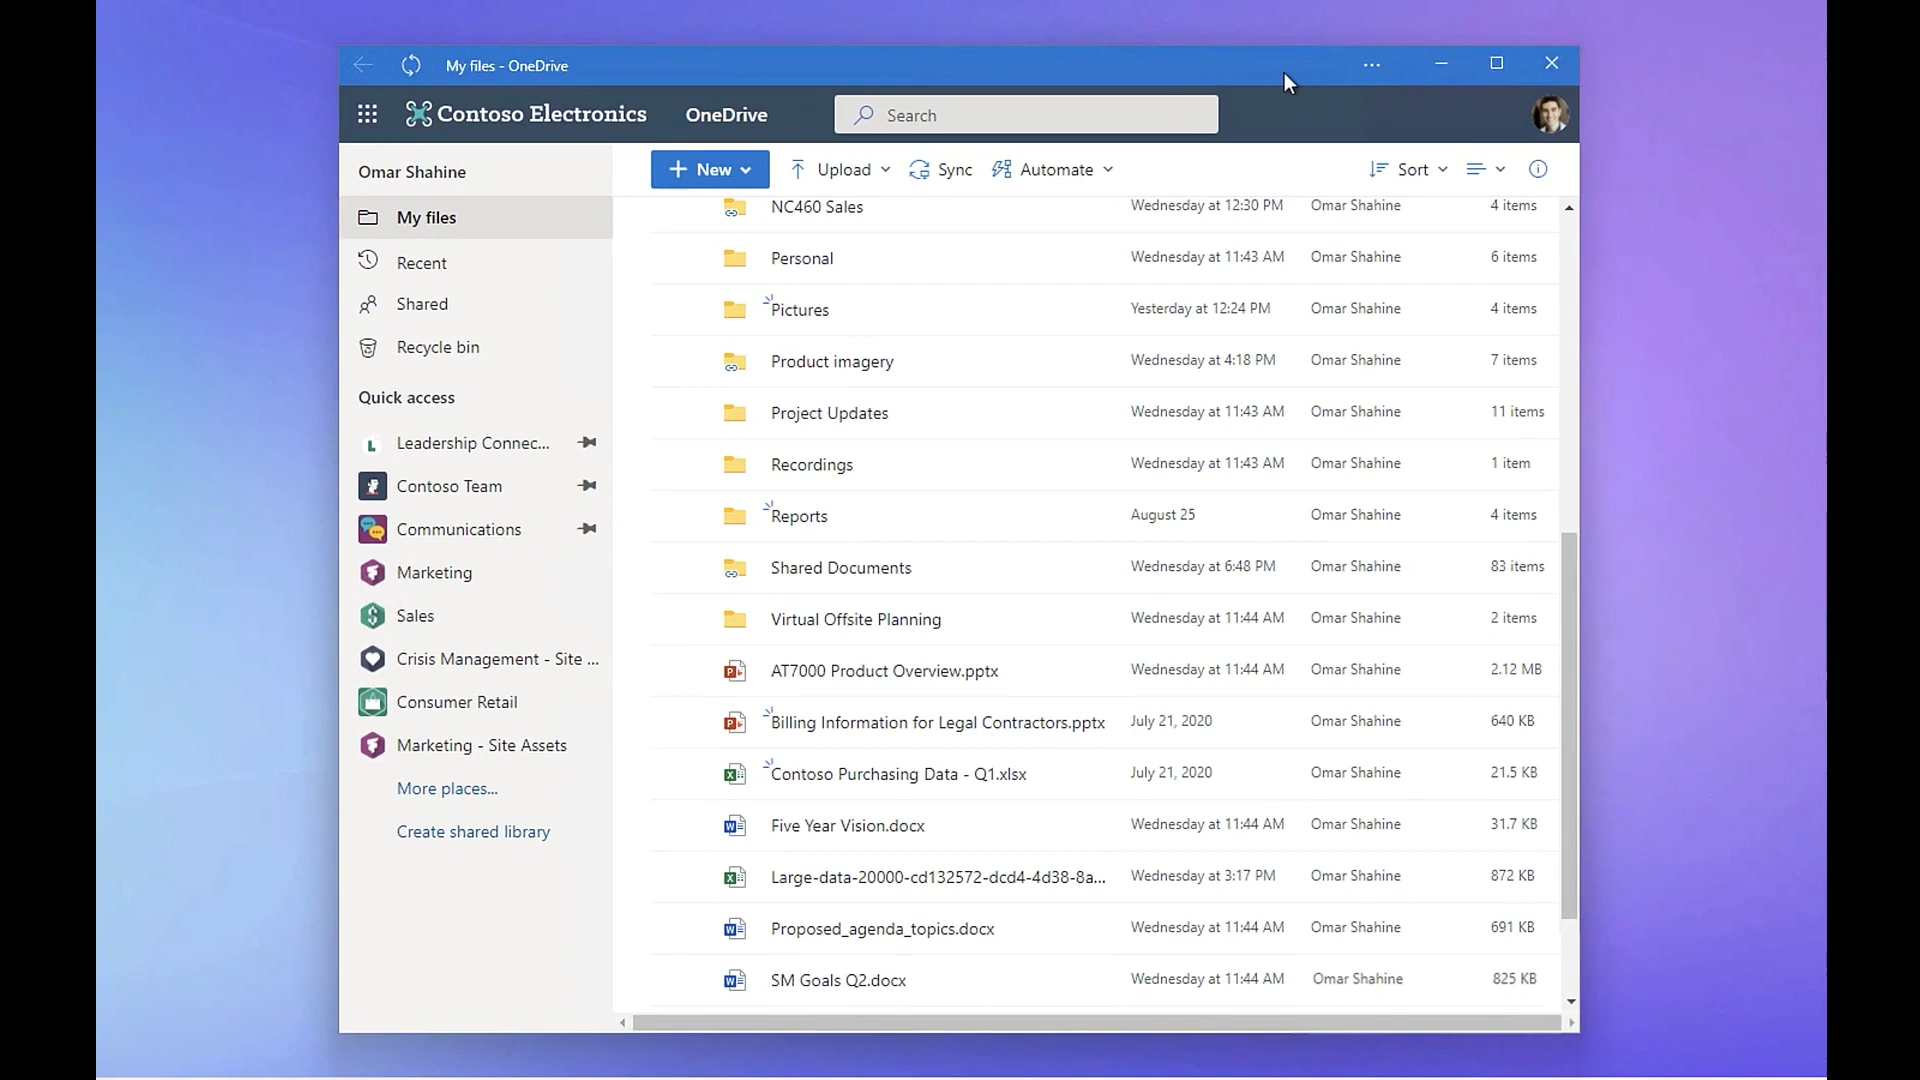 My files - OneDrive
Contoso Electronics OneDrive Search
Omar Shahine
My files
Recent
Shared
Recycle bin
Quick access
Leadership Connec...
Contoso Team
Communications
Marketing
Sales
Crisis Management - Site ...
Consumer Retail
Marketing - Site Assets
More places...
Create shared library
New Upload Sync Automate Sort
NC460 Sales Wednesday at 12:30 PM Omar Shahine 4 items
Personal Wednesday at 11:43 AM Omar Shahine 6 items
Pictures Yesterday at 12:24 PM Omar Shahine 4 items
Product imagery Wednesday at 4:18 PM Omar Shahine 7 items
Project Updates Wednesday at 11:43 AM Omar Shahine 11 items
Recordings Wednesday at 11:43 AM Omar Shahine 1 item
Reports August 25 Omar Shahine 4 items
Shared Documents Wednesday at 6:48 PM Omar Shahine 83 items
Virtual Offsite Planning Wednesday at 11:44 AM Omar Shahine 2 items
AT7000 Product Overview.pptx Wednesday at 11:44 AM Omar Shahine 2.12 MB
Billing Information for Legal Contractors.pptx July 21, 2020 Omar Shahine 640 KB
Contoso Purchasing Data - Q1.xlsx July 21, 2020 Omar Shahine 21.5 KB
Five Year Vision.docx Wednesday at 11:44 AM Omar Shahine 31.7 KB
Large-data-20000-cd132572-dcd4-4d38-8a... Wednesday at 3:17 PM Omar Shahine 872 KB
Proposed_agenda_topics.docx Wednesday at 11:44 AM Omar Shahine 691 KB
SM Goals Q2.docx Wednesday at 11:44 AM Omar Shahine 825 KB